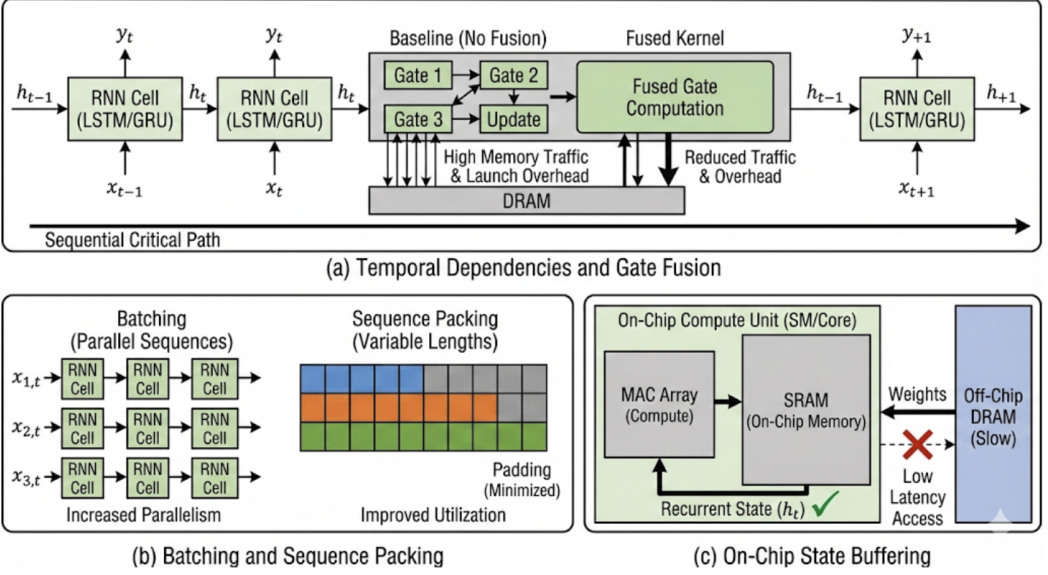 Baseline (No Fusion)
Fused Kernel
y_t
y_t
y_{+1}
h_{t−1}
RNN Cell
(LSTM/GRU)
h_t
RNN Cell
(LSTM/GRU)
h_t
Gate 1
Gate 2
Gate 3
Update
Fused Gate
Computation
h_{t−1}
RNN Cell
(LSTM/GRU)
h_{+1}
High Memory Traffic
& Launch Overhead
Reduced Traffic
& Overhead
x_{t−1}
x_t
DRAM
x_{t+1}
Sequential Critical Path
(a) Temporal Dependencies and Gate Fusion
Batching
(Parallel Sequences)
x_{1,t}
RNN
Cell
RNN
Cell
RNN
Cell
x_{2,t}
RNN
Cell
RNN
Cell
RNN
Cell
x_{3,t}
RNN
Cell
RNN
Cell
RNN
Cell
Increased Parallelism
Sequence Packing
(Variable Lengths)
Padding
(Minimized)
Improved Utilization
(b) Batching and Sequence Packing
On-Chip Compute Unit (SM/Core)
MAC Array
(Compute)
SRAM
(On-Chip Memory)
Recurrent State (h_t)
Weights
Low
Latency
Access
Off-Chip
DRAM
(Slow)
(c) On-Chip State Buffering